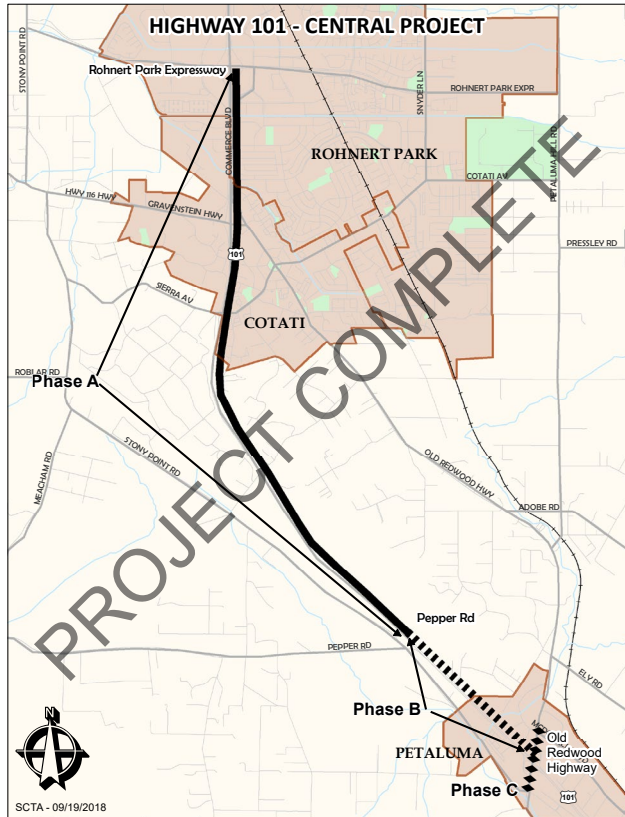 HIGHWAY 101 - CENTRAL PROJECT
STONY POINT RD
Rohnert Park Expressway
SNYDER LN
ROHNERT PARK EXPR
COMMERCE BLVD
PETALUMA HILL RD
ROHNERT PARK
COTATI AV
HWY 116 HWY
GRAVENSTEIN HWY
PRESSLEY RD
101
SIERRA AV
COTATI
PROJECT COMPLETE
ROBLAR RD
Phase A
STONY POINT RD
MEACHAM RD
OLD REDWOOD HWY
ADOBE RD
Pepper Rd
PEPPER RD
ELY RD
Phase B
Old
Redwood
Highway
PETALUMA
Phase C
101
N
SCTA - 09/19/2018